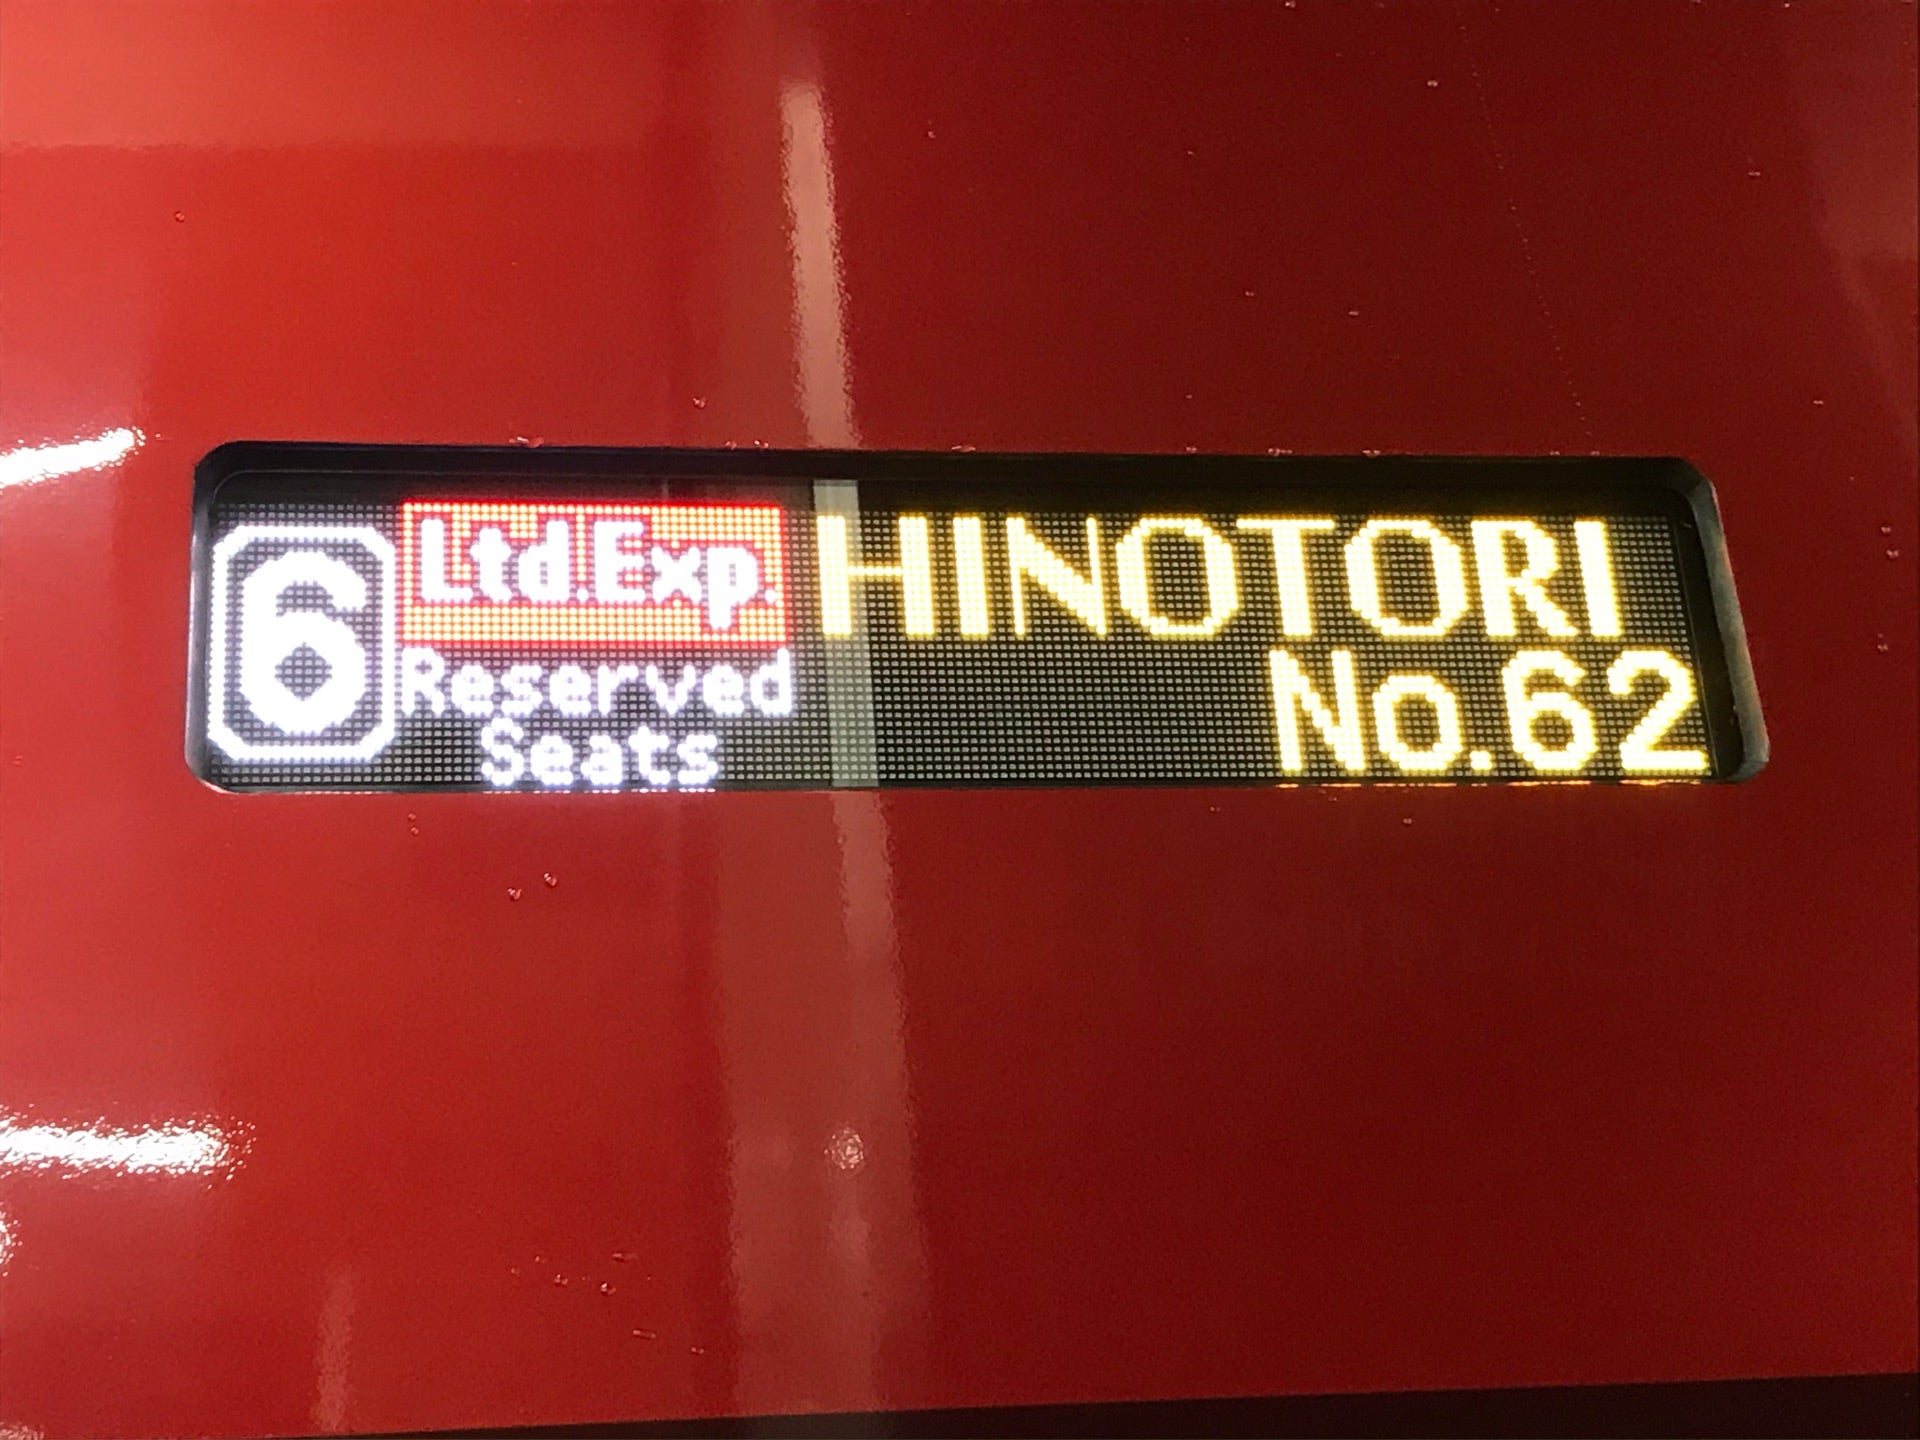 6
Ltd.Exp.
Reserved
Seats
HINOTORI
No.62